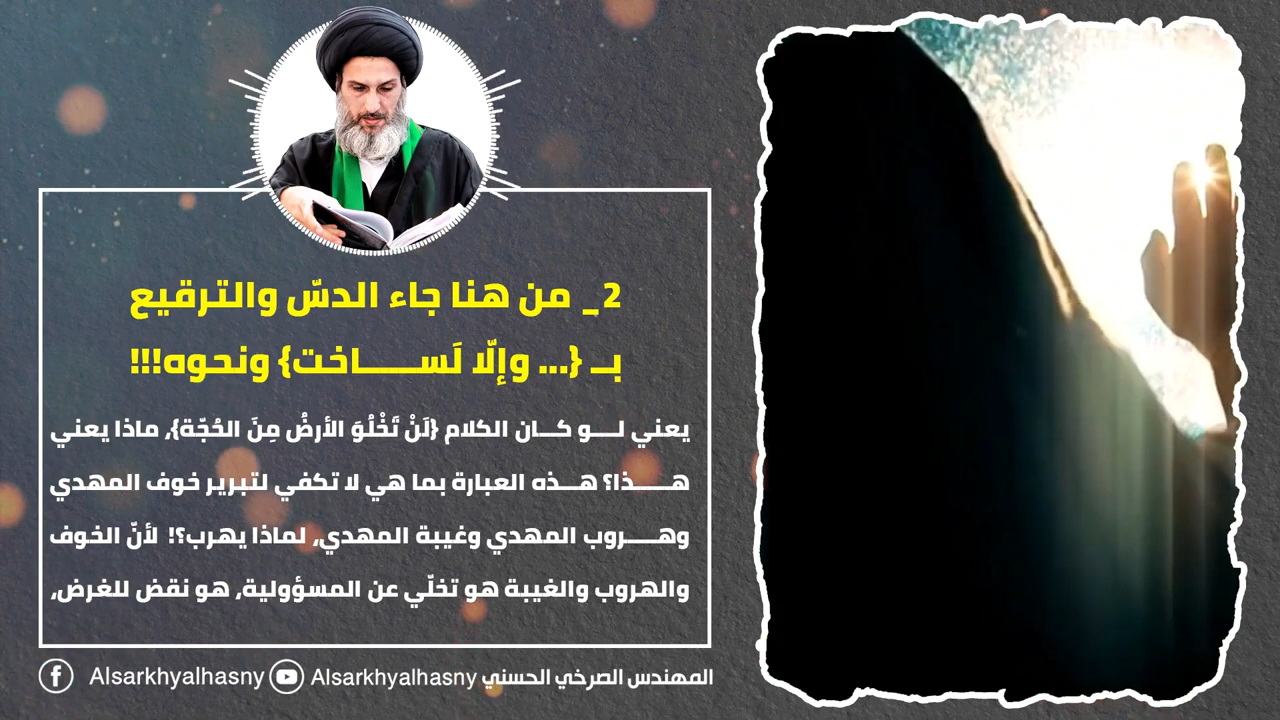 2_ من هنا جاء الدسّ والترقيع
بـ {... وإلّا لَســـــاخت} ونحوه!!!
يعني لـــو كـــان الكلام {لَنْ تَخْلُوَ الأرضُ مِنَ الحُجّة}, ماذا يعني
هـــــذا؟ هـــذه العبارة بما هي لا تكفي لتبرير خوف المهدي
وهـــــروب المهدي وغيبة المهدي, لماذا يهرب؟! لأنّ الخوف
والهروب والغيبة هو تخلّي عن المسؤولية, هو نقض للغرض,
Alsarkhyalhasny Alsarkhyalhasny المهندس الصرخي الحسني